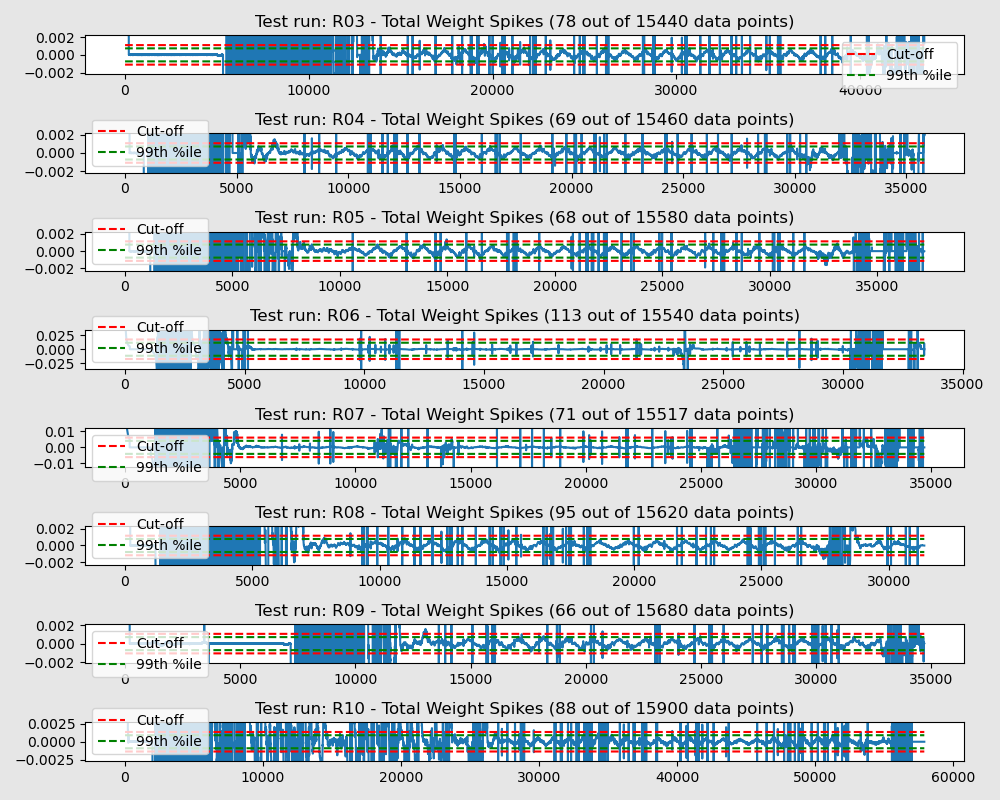 Test run: R03 - Total Weight Spikes (78 out of 15440 data points)
0.002
0.000
−0.002
Cut-off
99th %ile
0 10000 20000 30000 40000
Test run: R04 - Total Weight Spikes (69 out of 15460 data points)
0.002
0.000
−0.002
Cut-off
99th %ile
0 5000 10000 15000 20000 25000 30000 35000
Test run: R05 - Total Weight Spikes (68 out of 15580 data points)
0.002
0.000
−0.002
Cut-off
99th %ile
0 5000 10000 15000 20000 25000 30000 35000
Test run: R06 - Total Weight Spikes (113 out of 15540 data points)
0.025
0.000
−0.025
Cut-off
99th %ile
0 5000 10000 15000 20000 25000 30000 35000
Test run: R07 - Total Weight Spikes (71 out of 15517 data points)
0.01
0.00
−0.01
Cut-off
99th %ile
0 5000 10000 15000 20000 25000 30000 35000
Test run: R08 - Total Weight Spikes (95 out of 15620 data points)
0.002
0.000
−0.002
Cut-off
99th %ile
0 5000 10000 15000 20000 25000 30000
Test run: R09 - Total Weight Spikes (66 out of 15680 data points)
0.002
0.000
−0.002
Cut-off
99th %ile
0 5000 10000 15000 20000 25000 30000 35000
Test run: R10 - Total Weight Spikes (88 out of 15900 data points)
0.0025
0.0000
−0.0025
Cut-off
99th %ile
0 10000 20000 30000 40000 50000 60000